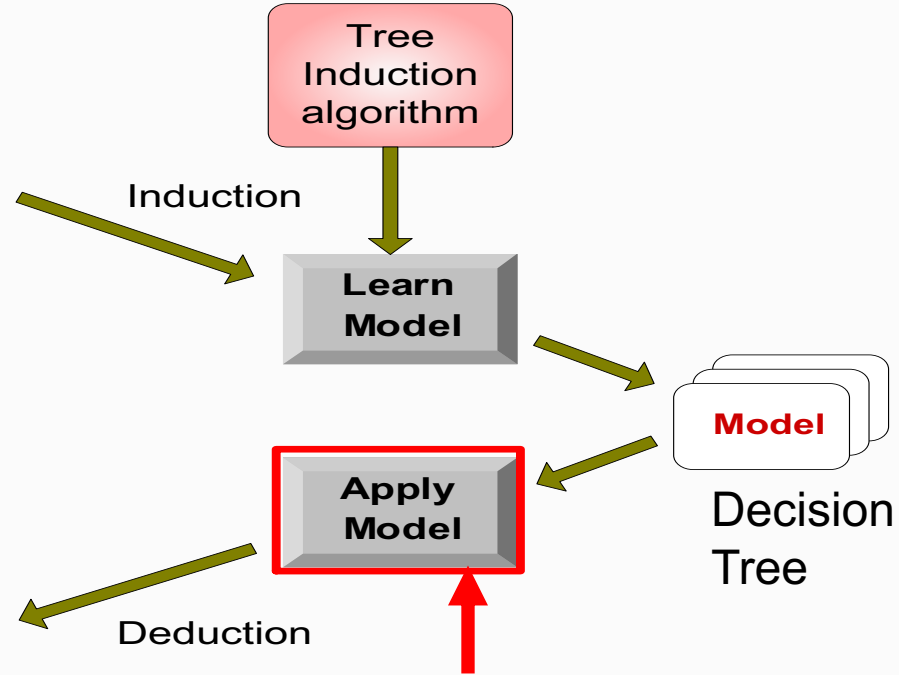 Tree
Induction
algorithm
Induction
Learn
Model
Model
Apply
Model
Decision
Tree
Deduction